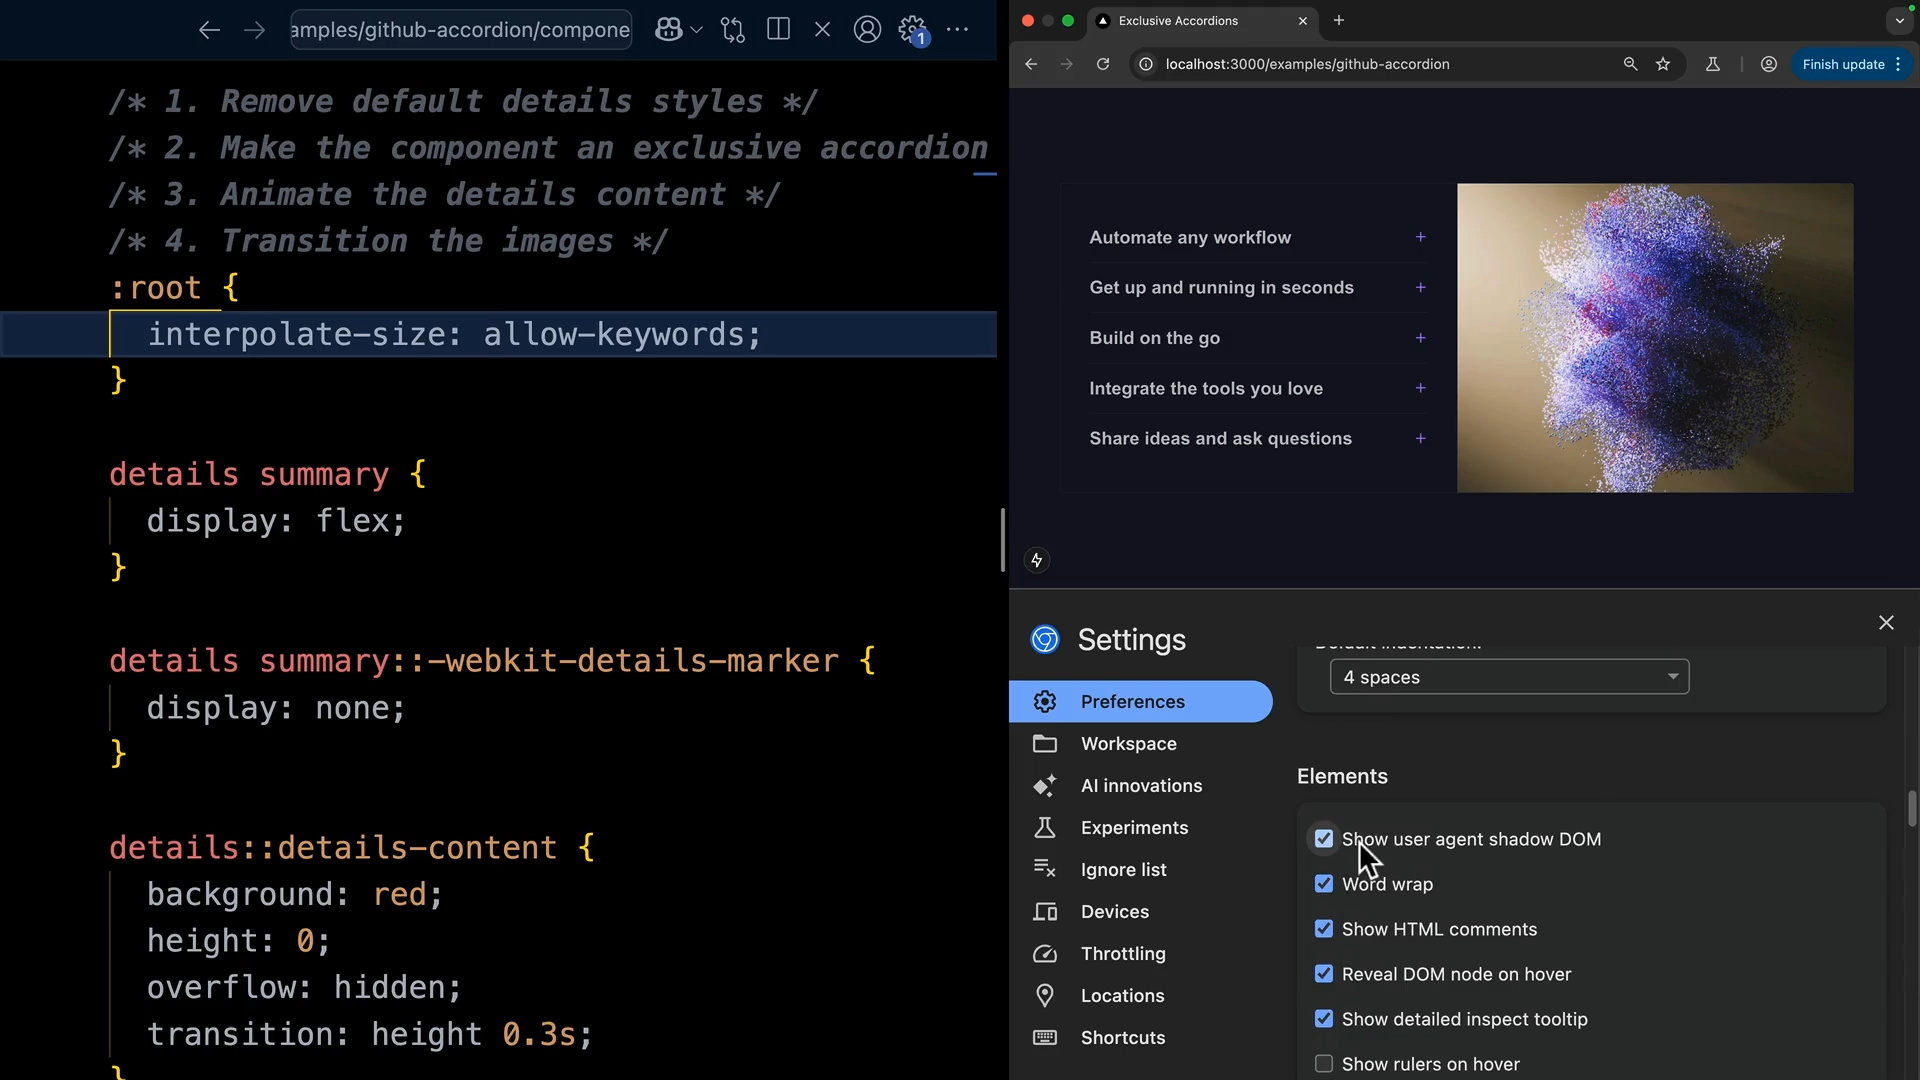 amples/github-accordion/compone
1
/* 1. Remove default details styles */
/* 2. Make the component an exclusive accordion
/* 3. Animate the details content */
/* 4. Transition the images */
:root {
interpolate-size: allow-keywords;
}
details summary {
display: flex;
}
details summary::-webkit-details-marker {
display: none;
}
details::details-content {
background: red;
height: 0;
overflow: hidden;
transition: height 0.3s;
}
Exclusive Accordions
localhost:3000/examples/github-accordion
Finish update
Automate any workflow +
Get up and running in seconds +
Build on the go +
Integrate the tools you love +
Share ideas and ask questions +
Settings
Preferences
Workspace
AI innovations
Experiments
Ignore list
Devices
Throttling
Locations
Shortcuts
Default indentation:
4 spaces
Elements
Show user agent shadow DOM
Word wrap
Show HTML comments
Reveal DOM node on hover
Show detailed inspect tooltip
Show rulers on hover